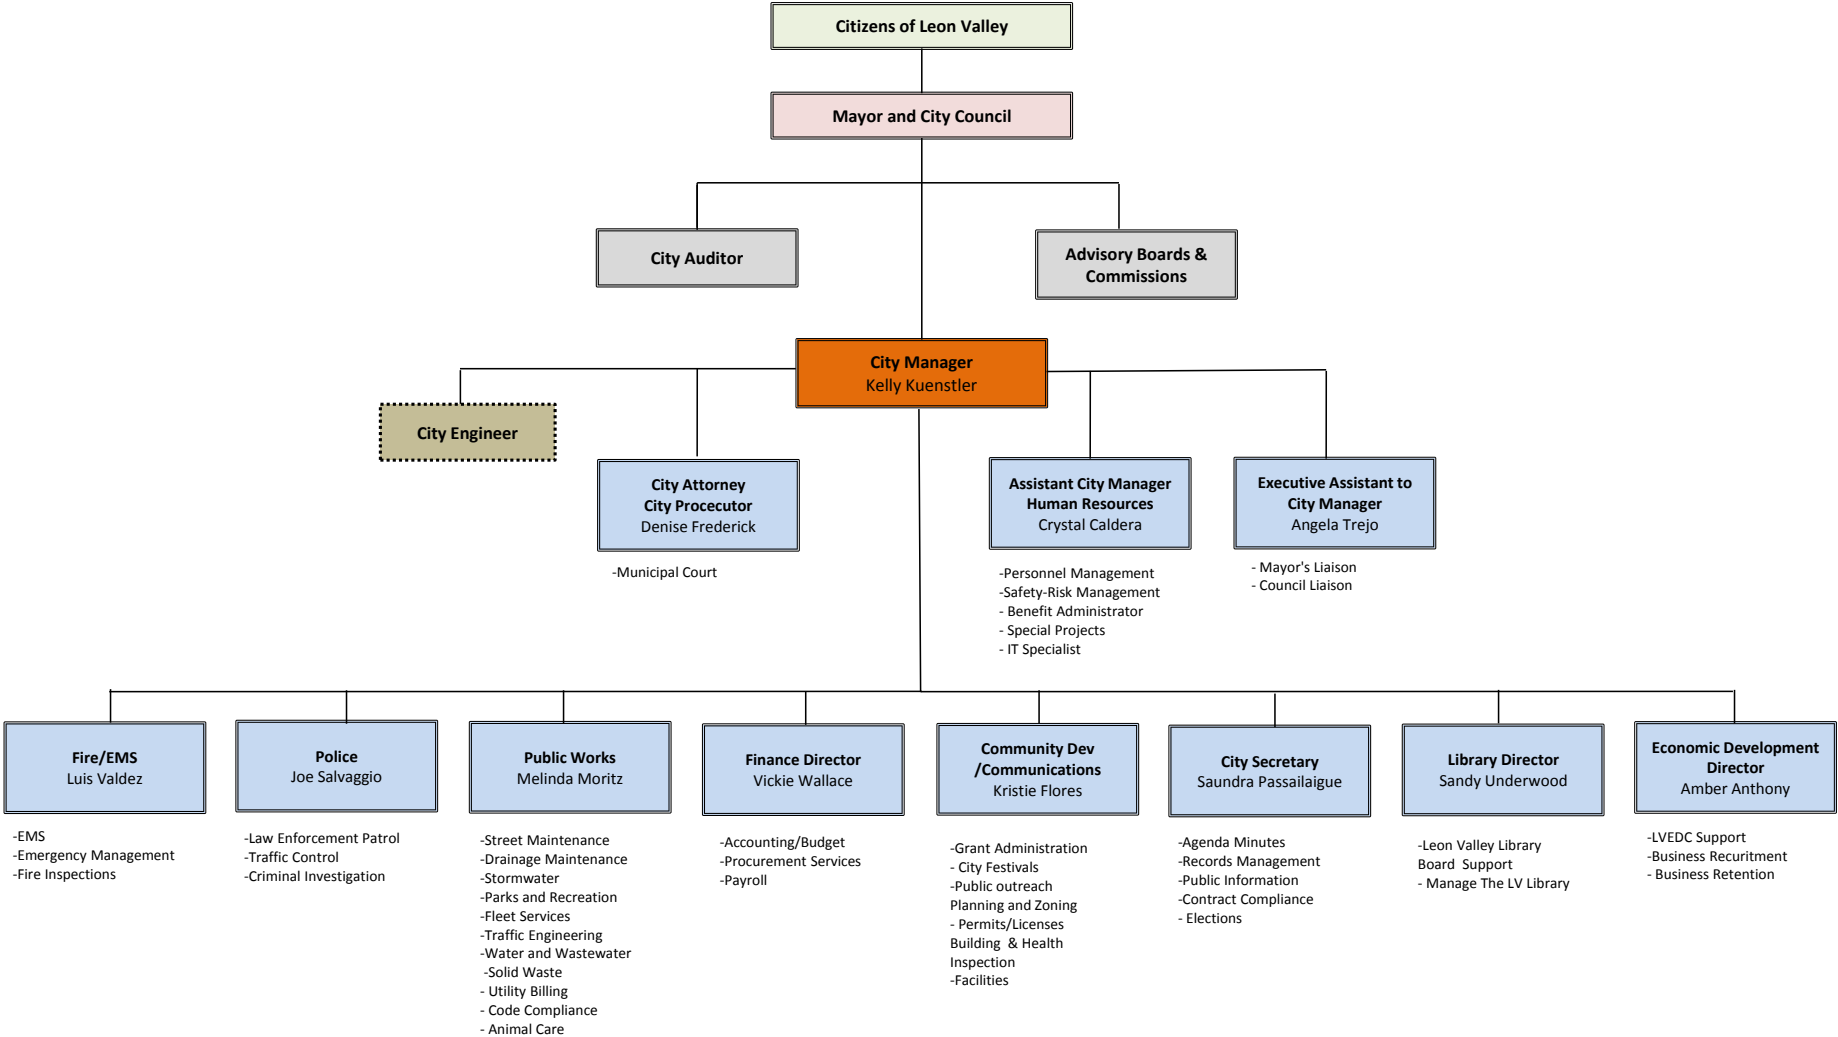 Citizens of Leon Valley
Mayor and City Council
City Auditor
Advisory Boards &
Commissions
City Manager
Kelly Kuenstler
City Engineer
City Attorney
City Procecutor
Denise Frederick
-Municipal Court
Assistant City Manager
Human Resources
Crystal Caldera
-Personnel Management
-Safety-Risk Management
- Benefit Administrator
- Special Projects
- IT Specialist
Executive Assistant to
City Manager
Angela Trejo
- Mayor's Liaison
- Council Liaison
Fire/EMS
Luis Valdez
-EMS
-Emergency Management
-Fire Inspections
Police
Joe Salvaggio
-Law Enforcement Patrol
-Traffic Control
-Criminal Investigation
Public Works
Melinda Moritz
-Street Maintenance
-Drainage Maintenance
-Stormwater
-Parks and Recreation
-Fleet Services
-Traffic Engineering
-Water and Wastewater
-Solid Waste
- Utility Billing
- Code Compliance
- Animal Care
Finance Director
Vickie Wallace
-Accounting/Budget
-Procurement Services
-Payroll
Community Dev
/Communications
Kristie Flores
-Grant Administration
- City Festivals
-Public outreach
Planning and Zoning
- Permits/Licenses
Building & Health
Inspection
-Facilities
City Secretary
Saundra Passailaigue
-Agenda Minutes
-Records Management
-Public Information
-Contract Compliance
- Elections
Library Director
Sandy Underwood
-Leon Valley Library
Board Support
- Manage The LV Library
Economic Development
Director
Amber Anthony
-LVEDC Support
-Business Recuritment
- Business Retention